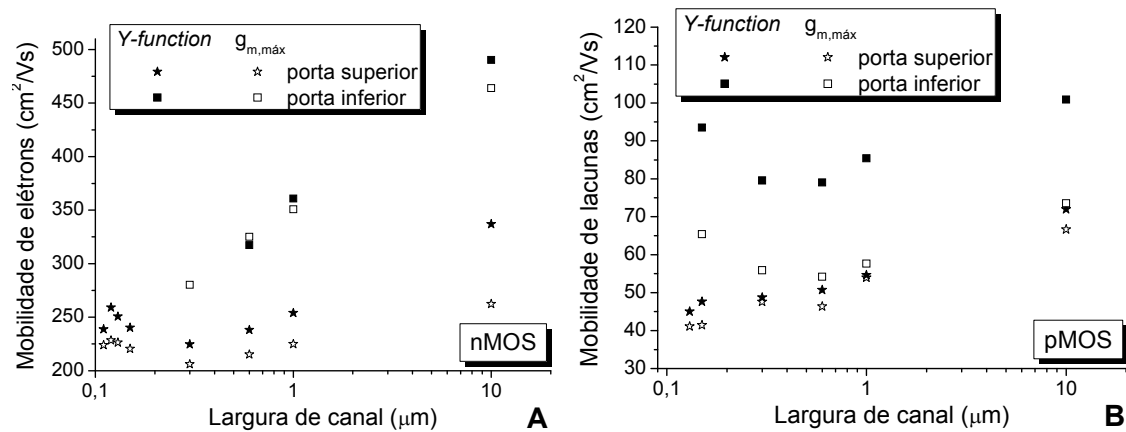 Y-function g_m,máx
porta superior
porta inferior
Mobilidade de elétrons (cm²/Vs)
500
450
400
350
300
250
200
nMOS
0,1 1 10
Largura de canal (μm)
A
Y-function g_m,máx
porta superior
porta inferior
Mobilidade de lacunas (cm²/Vs)
120
110
100
90
80
70
60
50
40
30
pMOS
0,1 1 10
Largura de canal (μm)
B